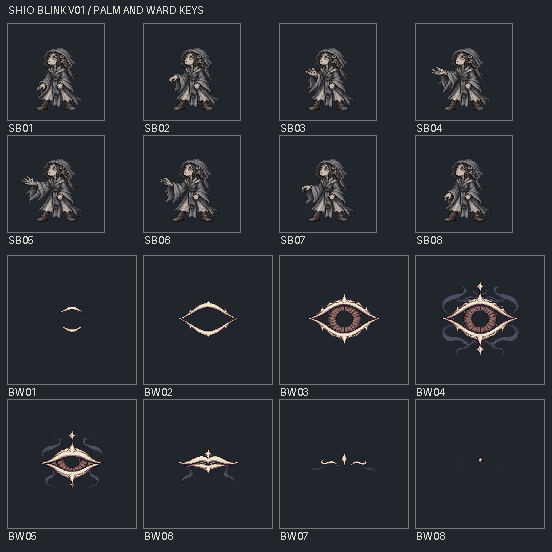 SHIO BLINK V01 / PALM AND WARD KEYS
SB01 SB02 SB03 SB04
SB05 SB06 SB07 SB08
BW01 BW02 BW03 BW04
BW05 BW06 BW07 BW08